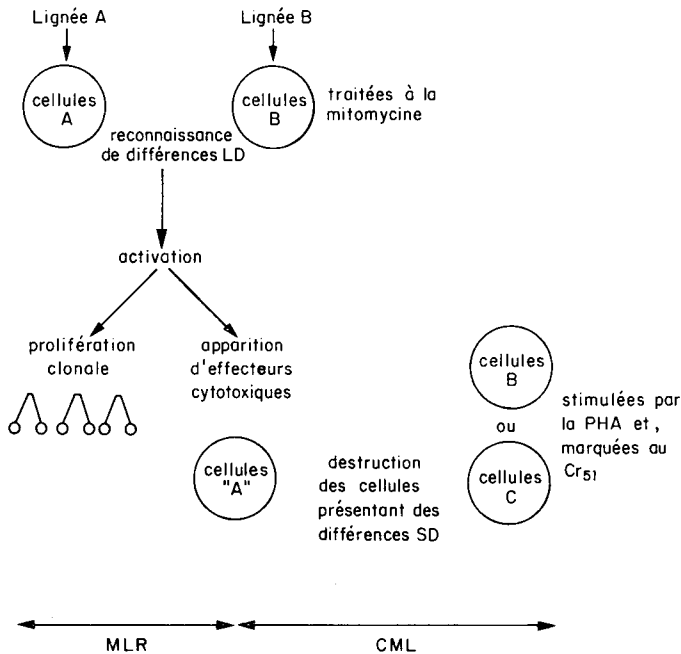 Lignée A
Lignée B
cellules
A
cellules
B
traitées à la
mitomycine
reconnaissance
de différences LD
activation
prolifération
clonale
apparition
d'effecteurs
cytotoxiques
cellules
"A"
destruction
des cellules
présentant des
différences SD
cellules
B
ou
cellules
C
stimulées par
la PHA et,
marquées au
Cr51
MLR
CML